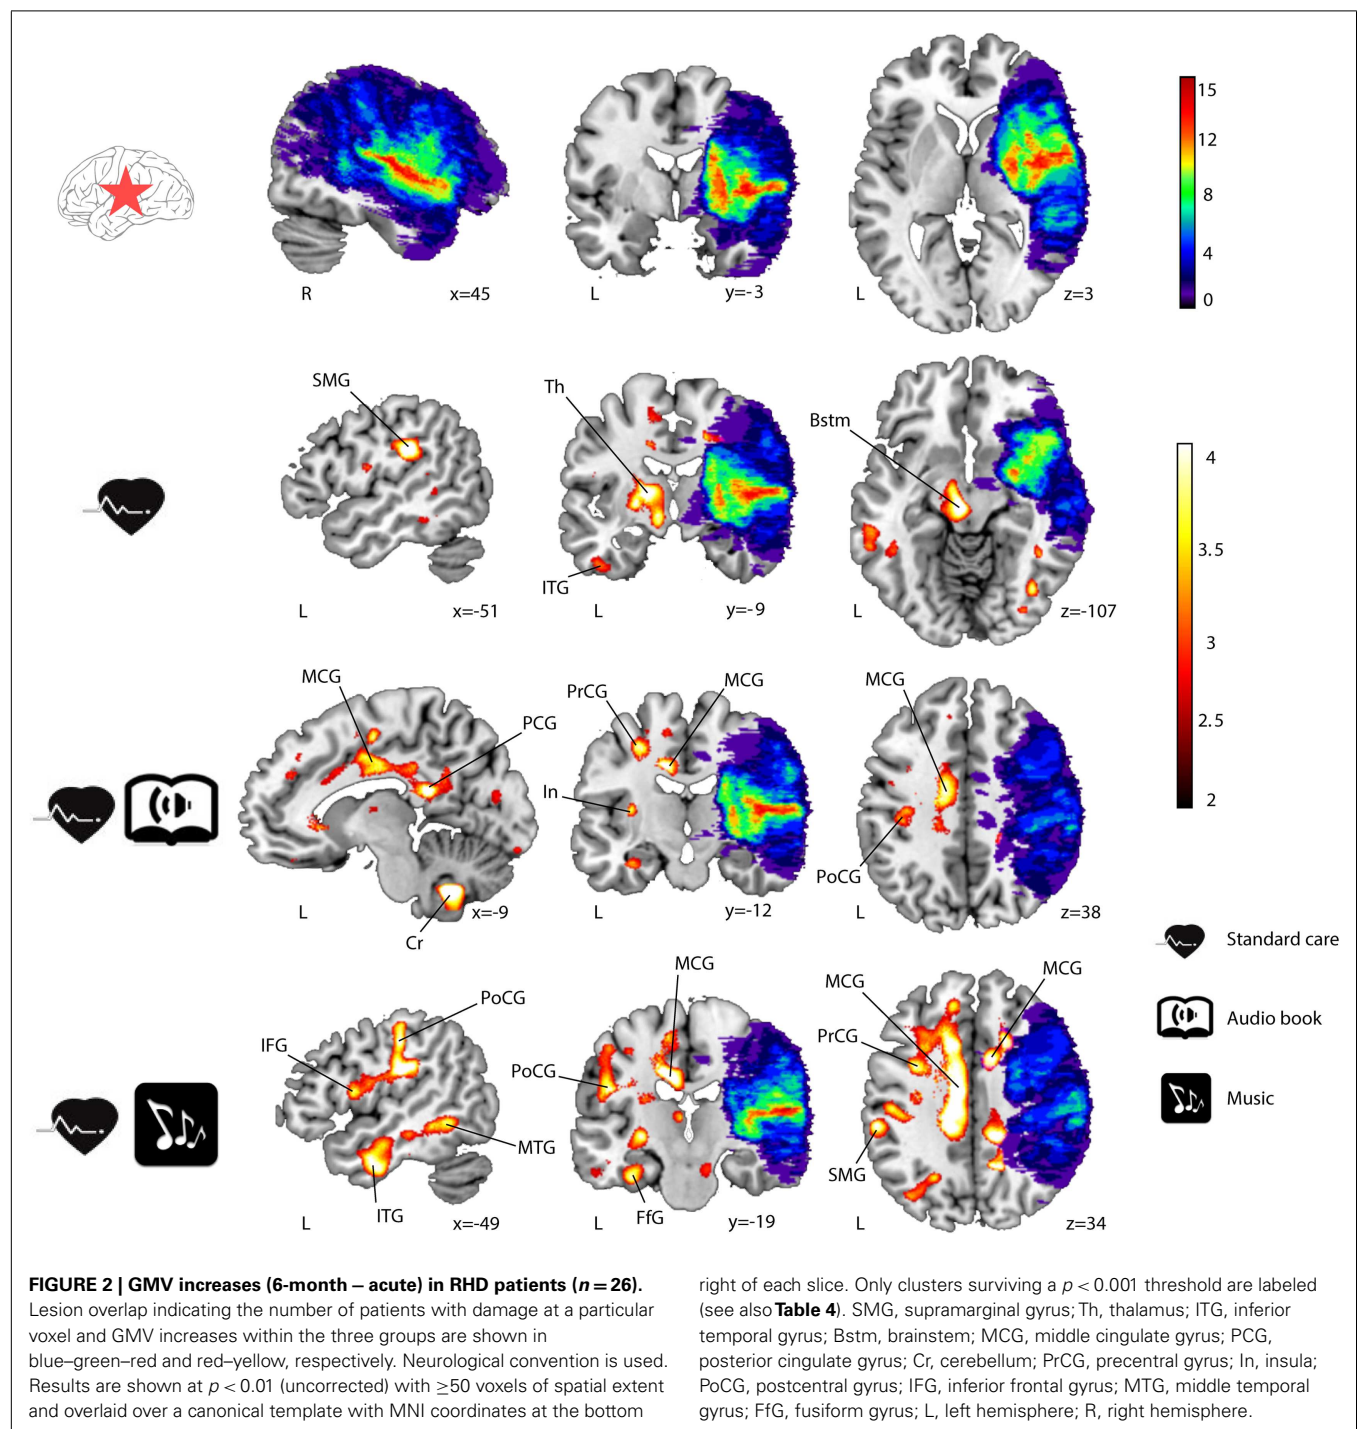 15
12
8
4
0
R
x=45
L
y=-3
L
z=3
SMG
Th
Bstm
ITG
L
x=-51
L
y=-9
L
z=-107
4
3.5
3
2.5
2
MCG
PCG
PrCG
MCG
MCG
In
PoCG
L
x=-9
Cr
L
y=-12
L
z=38
Standard care
Audio book
Music
PoCG
IFG
MTG
ITG
L
x=-49
MCG
PoCG
FfG
L
y=-19
MCG
MCG
PrCG
SMG
L
z=34
FIGURE 2 | GMV increases (6-month – acute) in RHD patients (n = 26).
Lesion overlap indicating the number of patients with damage at a particular
voxel and GMV increases within the three groups are shown in
blue–green–red and red–yellow, respectively. Neurological convention is used.
Results are shown at p < 0.01 (uncorrected) with ≥50 voxels of spatial extent
and overlaid over a canonical template with MNI coordinates at the bottom
right of each slice. Only clusters surviving a p < 0.001 threshold are labeled
(see also Table 4). SMG, supramarginal gyrus; Th, thalamus; ITG, inferior
temporal gyrus; Bstm, brainstem; MCG, middle cingulate gyrus; PCG,
posterior cingulate gyrus; Cr, cerebellum; PrCG, precentral gyrus; In, insula;
PoCG, postcentral gyrus; IFG, inferior frontal gyrus; MTG, middle temporal
gyrus; FfG, fusiform gyrus; L, left hemisphere; R, right hemisphere.